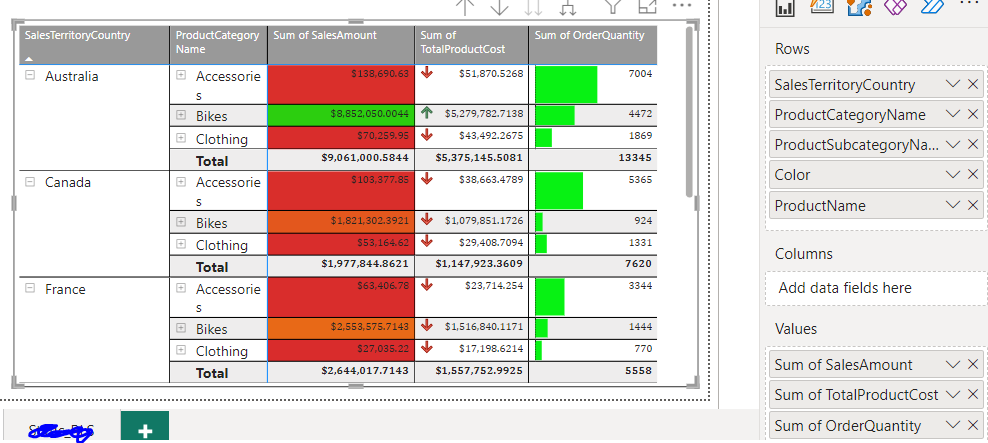 SalesTerritoryCountry ProductCategory Sum of SalesAmount Sum of Sum of OrderQuantity
Name TotalProductCost
Australia Accessorie $138,690.63 $51,870.5268 7004
s
Bikes $8,852,050.0044 $5,279,782.7138 4472
Clothing $70,259.95 $43,492.2675 1869
Total $9,061,000.5844 $5,375,145.5081 13345
Canada Accessorie $103,377.85 $38,663.4789 5365
s
Bikes $1,821,302.3921 $1,079,851.1726 924
Clothing $53,164.62 $29,408.7094 1331
Total $1,977,844.8621 $1,147,923.3609 7620
France Accessorie $63,406.78 $23,714.254 3344
s
Bikes $2,553,575.7143 $1,516,840.1171 1444
Clothing $27,035.22 $17,198.6214 770
Total $2,644,017.7143 $1,557,752.9925 5558
+
123
Rows
SalesTerritoryCountry
ProductCategoryName
ProductSubcategoryNa...
Color
ProductName
Columns
Add data fields here
Values
Sum of SalesAmount
Sum of TotalProductCost
Sum of OrderQuantity